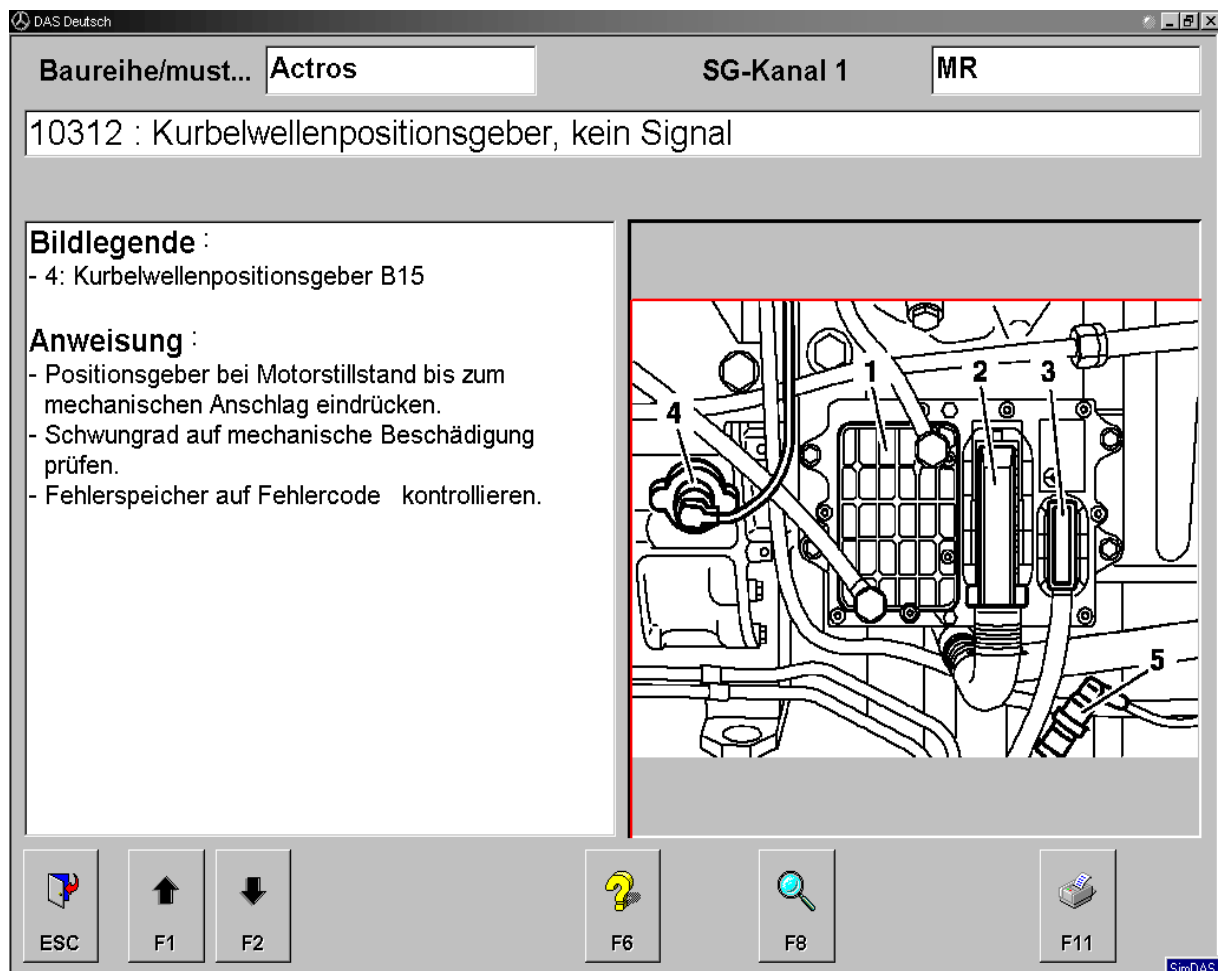 DAS Deutsch
Baureihe/must... Actros SG-Kanal 1 MR
10312 : Kurbelwellenpositionsgeber, kein Signal
Bildlegende :
- 4: Kurbelwellenpositionsgeber B15
Anweisung :
- Positionsgeber bei Motorstillstand bis zum
mechanischen Anschlag eindrücken.
- Schwungrad auf mechanische Beschädigung
prüfen.
- Fehlerspeicher auf Fehlercode kontrollieren.
1 2 3
4
5
ESC F1 F2 F6 F8 F11
SimDAS